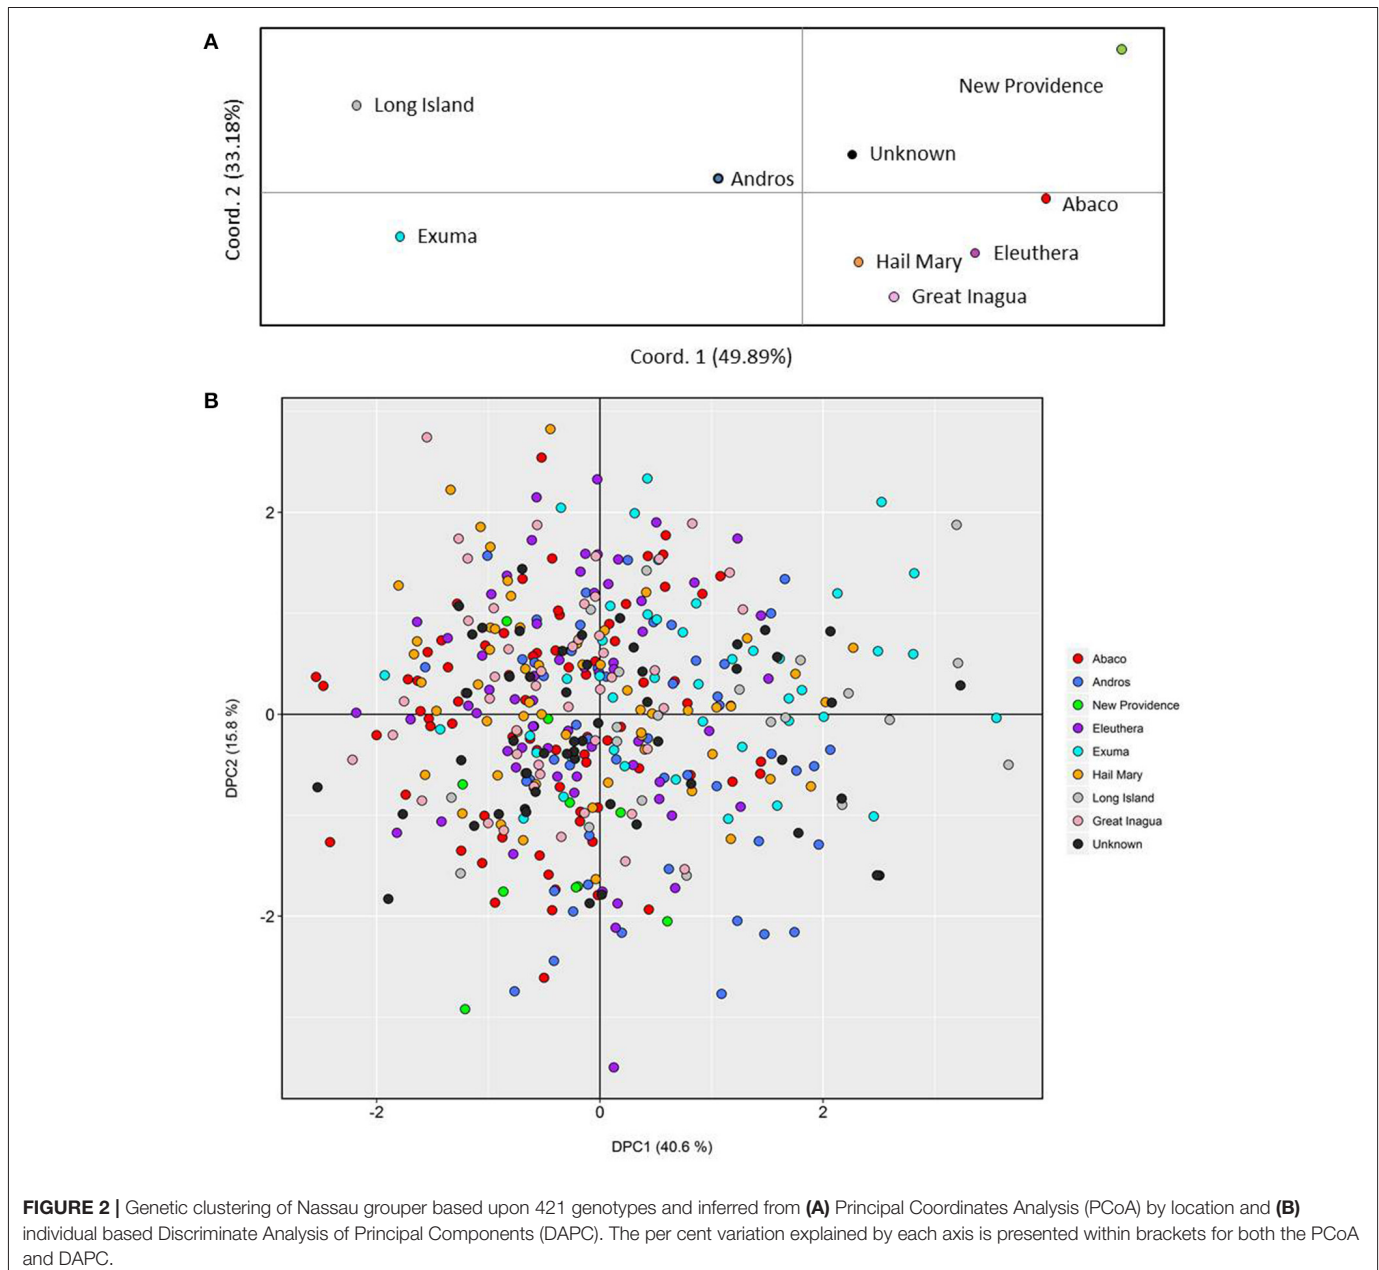 A
New Providence
Long Island
Unknown
Andros
Abaco
Exuma
Eleuthera
Hail Mary
Great Inagua
Coord. 2 (33.18%)
Coord. 1 (49.89%)
B
2
0
-2
DPC2 (15.8 %)
-2
0
2
DPC1 (40.6 %)
Abaco
Andros
New Providence
Eleuthera
Exuma
Hail Mary
Long Island
Great Inagua
Unknown
FIGURE 2 | Genetic clustering of Nassau grouper based upon 421 genotypes and inferred from (A) Principal Coordinates Analysis (PCoA) by location and (B)
individual based Discriminate Analysis of Principal Components (DAPC). The per cent variation explained by each axis is presented within brackets for both the PCoA
and DAPC.